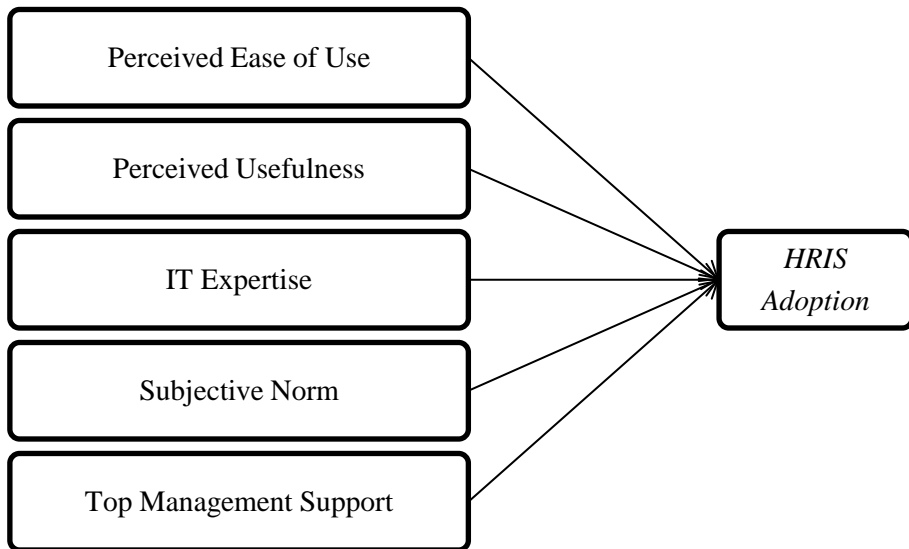 Perceived Ease of Use
Perceived Usefulness
IT Expertise
HRIS
Adoption
Subjective Norm
Top Management Support